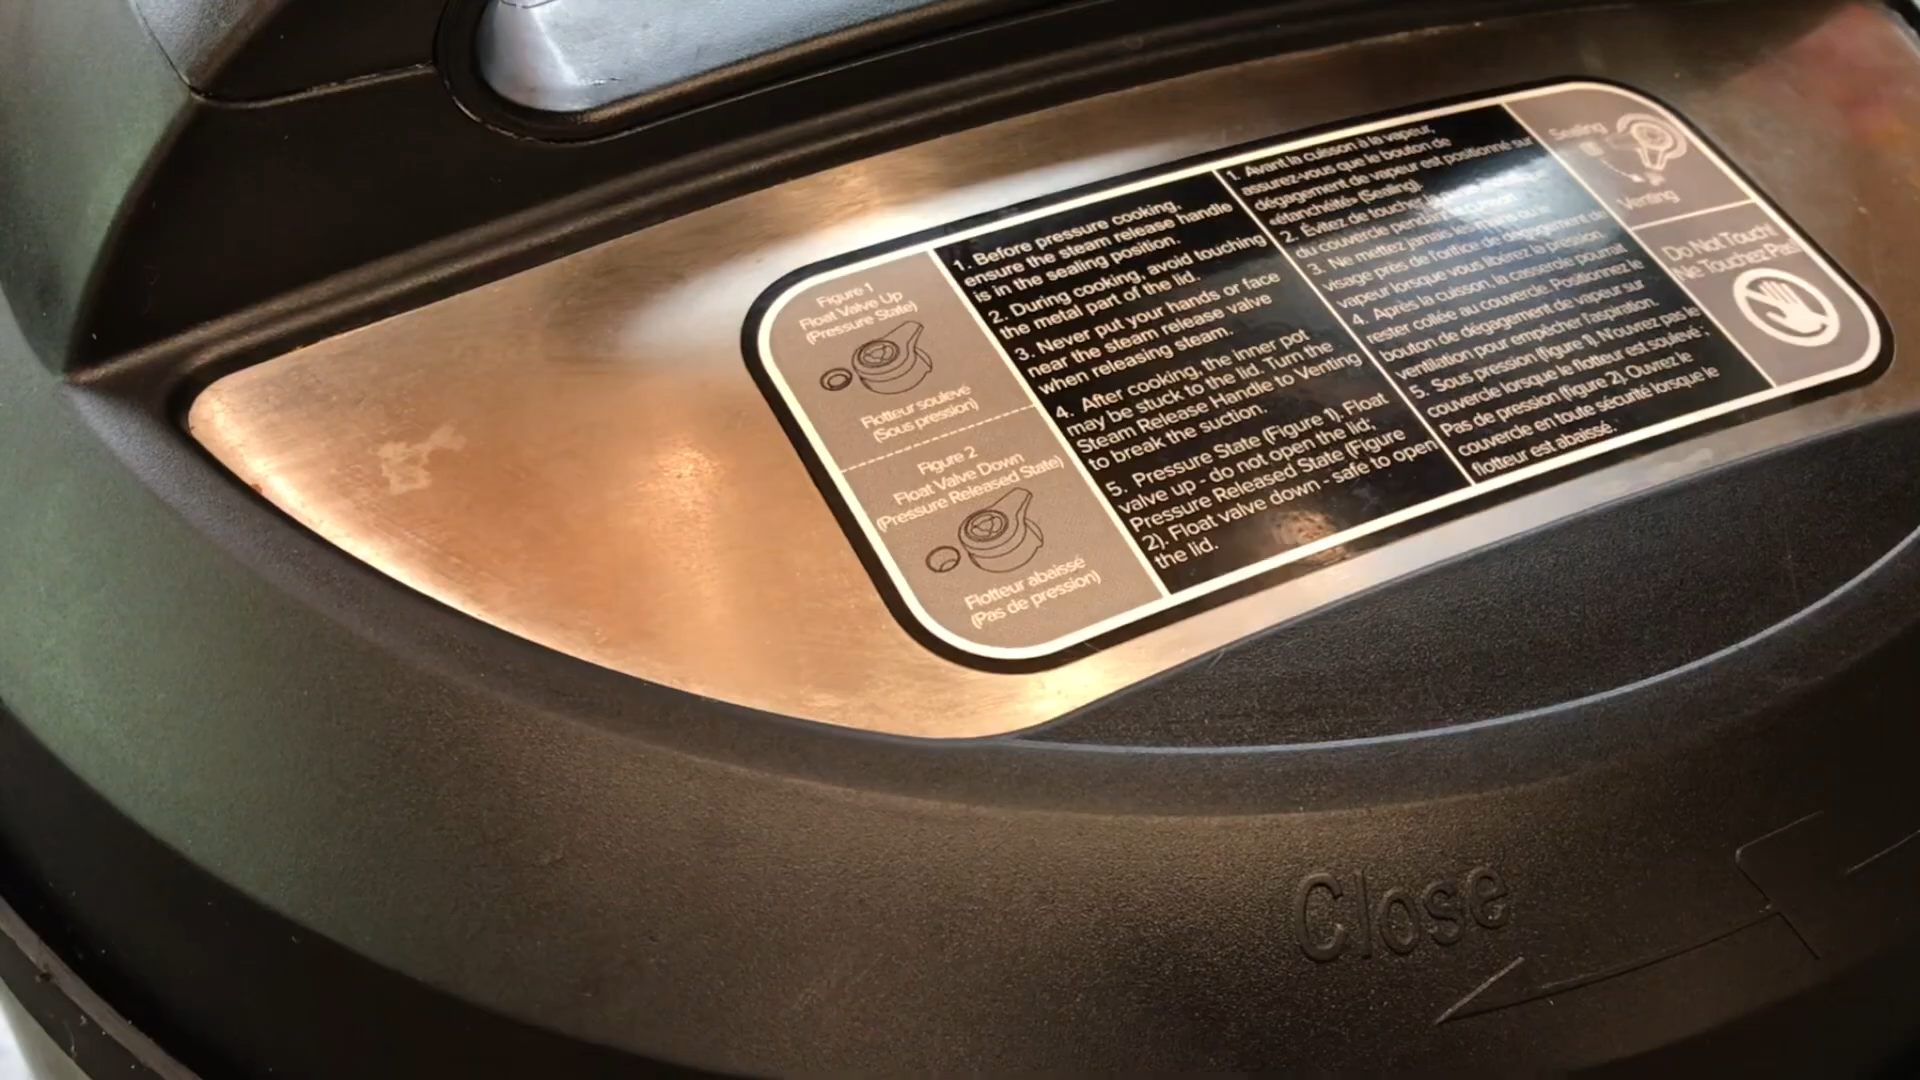 Figure 1
Float Valve Up
(Pressure State)
Flotteur soulevé
(Sous pression)
Figure 2
Float Valve Down
(Pressure Released State)
Flotteur abaissé
(Pas de pression)
1. Before pressure cooking,
ensure the steam release handle
is in the sealing position.
2. During cooking, avoid touching
the metal part of the lid.
3. Never put your hands or face
near the steam release valve
when releasing steam.
4. After cooking, the inner pot
may be stuck to the lid. Turn the
Steam Release Handle to Venting
to break the suction.
5. Pressure State (Figure 1). Float
valve up - do not open the lid;
Pressure Released State (Figure
2). Float valve down - safe to open
the lid.
1. Avant la cuisson à la vapeur,
assurez-vous que le bouton de
dégagement de vapeur est positionné sur
«étanchéité» (Sealing).
2. Évitez de toucher
du couvercle pendant
3. Ne mettez jamais les mains ou le
visage près de l'orifice de dégagement de
vapeur lorsque vous libérez la pression.
4. Après la cuisson, la casserole pourrait
rester collée au couvercle. Positionnez le
bouton de dégagement de vapeur sur
ventilation pour empêcher l'aspiration.
5. Sous pression (figure 1). N'ouvrez pas le
couvercle lorsque le flotteur est soulevé ;
Pas de pression (figure 2). Ouvrez le
couvercle en toute sécurité lorsque le
flotteur est abaissé.
Sealing
Venting
Do Not Touch!
Ne Touchez Pas!
Close